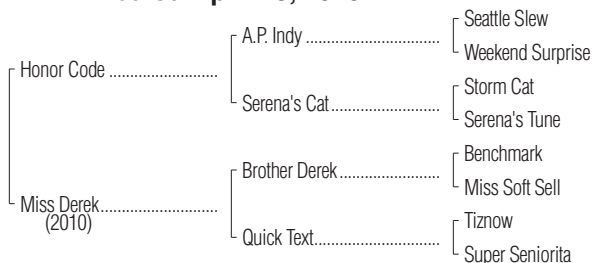 Seattle Slew
A.P. Indy ................................
Weekend Surprise
Honor Code ..........................
Storm Cat
Serena's Cat..........................
Serena's Tune
Benchmark
Brother Derek........................
Miss Soft Sell
Miss Derek............................
(2010)
Tiznow
Quick Text..............................
Super Seniorita